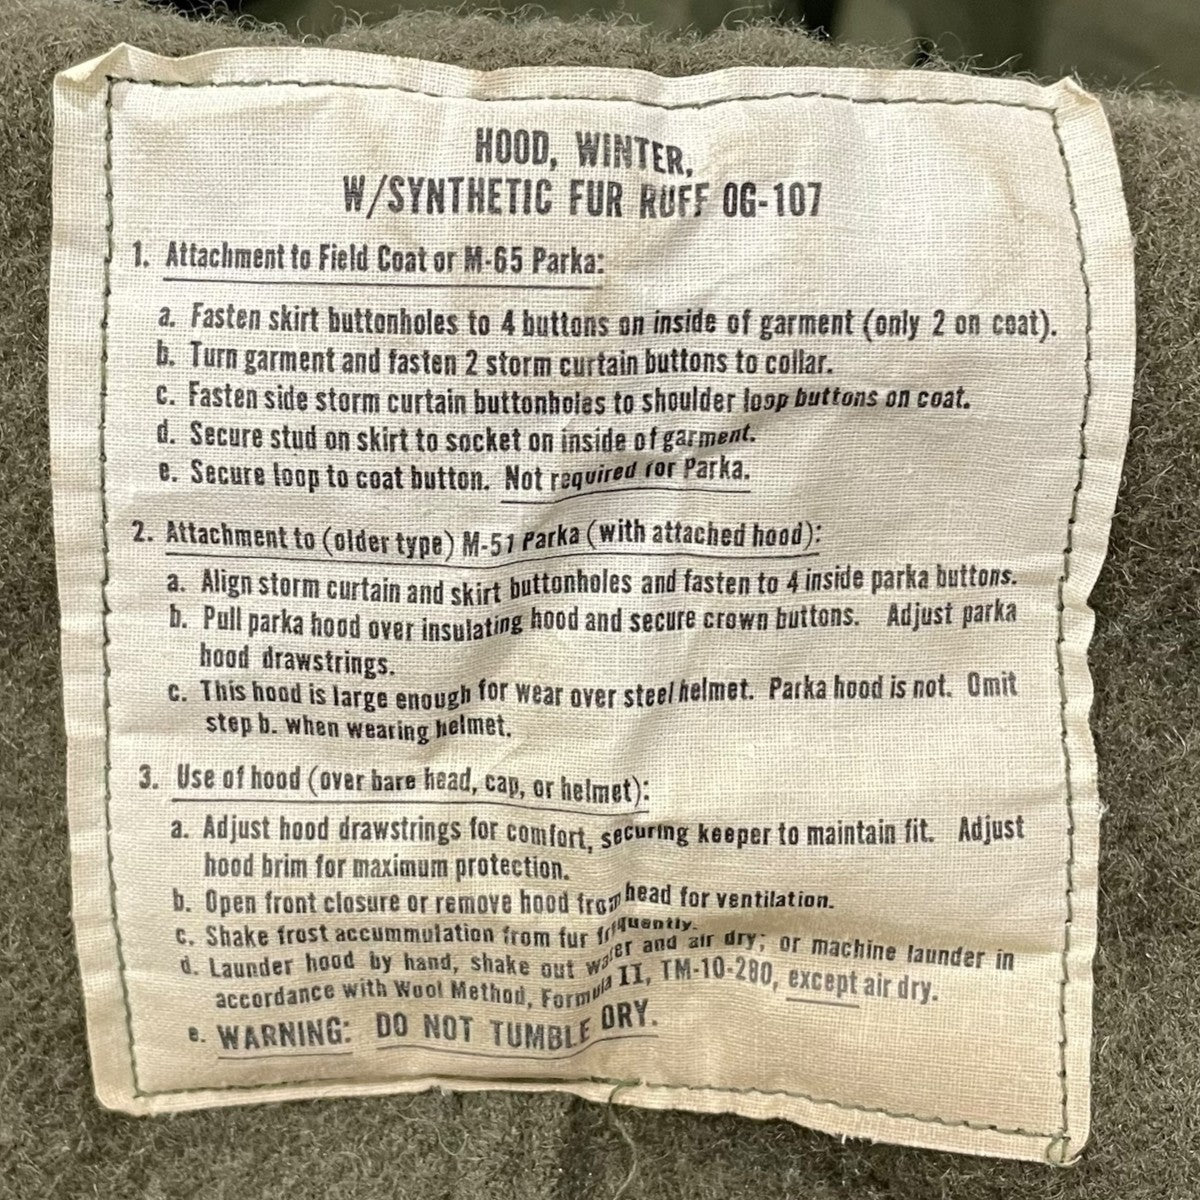 HOOD, WINTER,
W/SYNTHETIC FUR RUFF OG-107
1. Attachment to Field Coat or M-65 Parka:
a. Fasten skirt buttonholes to 4 buttons on inside of garment (only 2 on coat).
b. Turn garment and fasten 2 storm curtain buttons to collar.
c. Fasten side storm curtain buttonholes to shoulder loop buttons on coat.
d. Secure stud on skirt to socket on inside of garment.
e. Secure loop to coat button. Not required for Parka.
2. Attachment to (older type) M-51 Parka (with attached hood):
a. Align storm curtain and skirt buttonholes and fasten to 4 inside parka buttons.
b. Pull parka hood over insulating hood and secure crown buttons. Adjust parka
hood drawstrings.
c. This hood is large enough for wear over steel helmet. Parka hood is not. Omit
step b. when wearing helmet.
3. Use of hood (over bare head, cap, or helmet):
a. Adjust hood drawstrings for comfort, securing keeper to maintain fit. Adjust
hood brim for maximum protection.
b. Open front closure or remove hood from head for ventilation.
c. Shake frost accummulation from fur frequently.
d. Launder hood by hand, shake out water and air dry; or machine launder in
accordance with Wool Method, Formula II, TM-10-280, except air dry.
e. WARNING: DO NOT TUMBLE DRY.